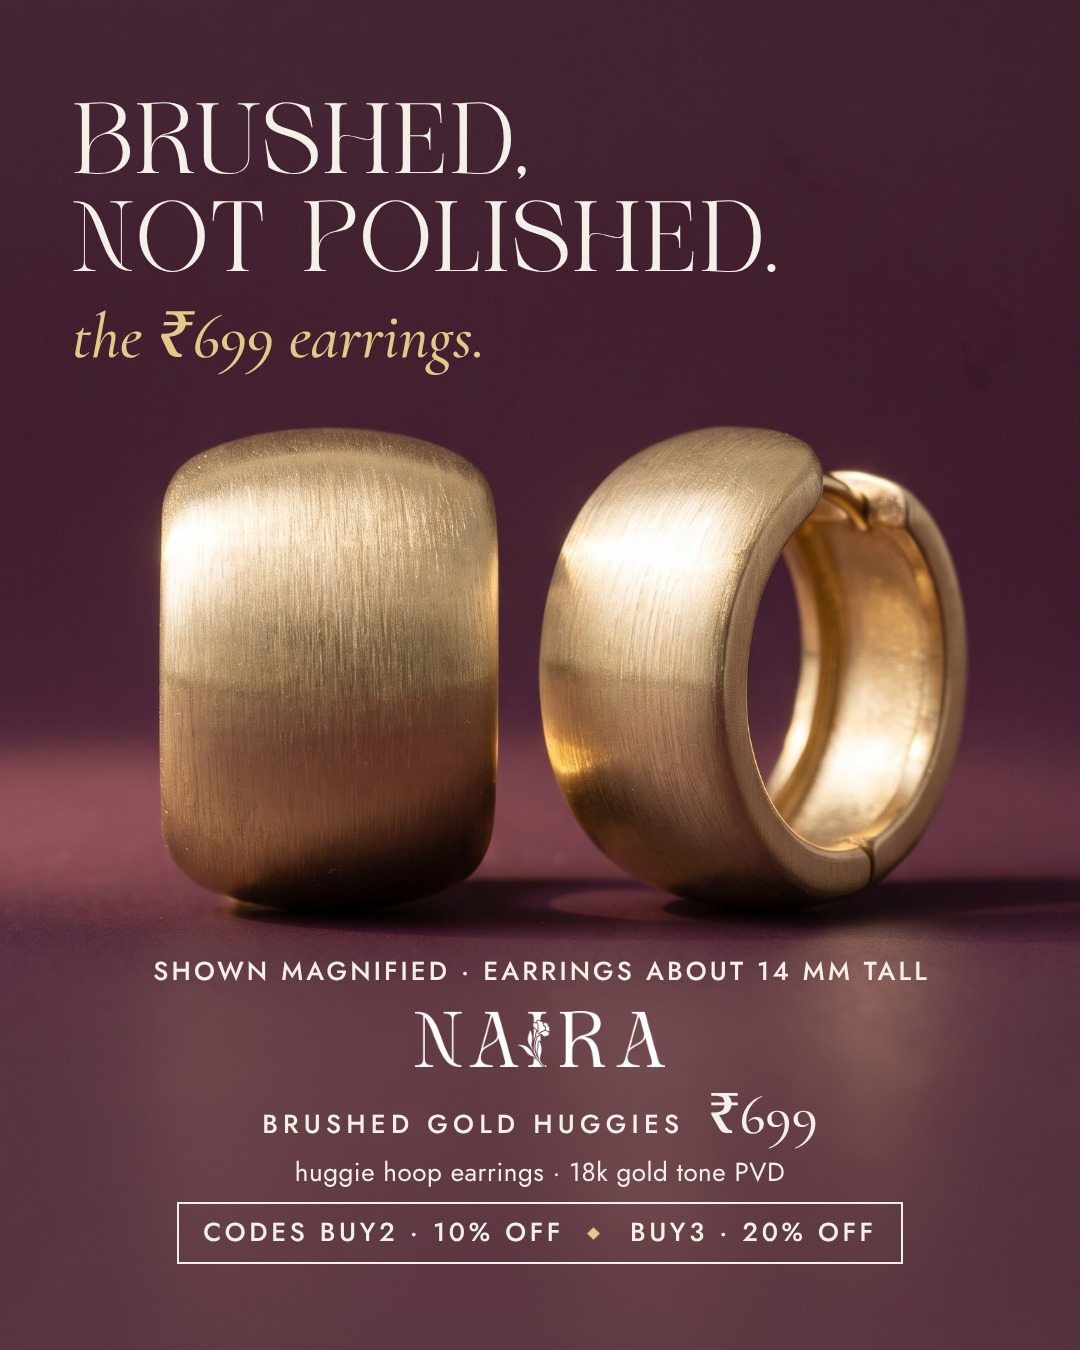 BRUSHED,
NOT POLISHED.
the ₹699 earrings.
SHOWN MAGNIFIED · EARRINGS ABOUT 14 MM TALL
NAIRA
BRUSHED GOLD HUGGIES ₹699
huggie hoop earrings · 18k gold tone PVD
CODES BUY2 · 10% OFF ◆ BUY3 · 20% OFF